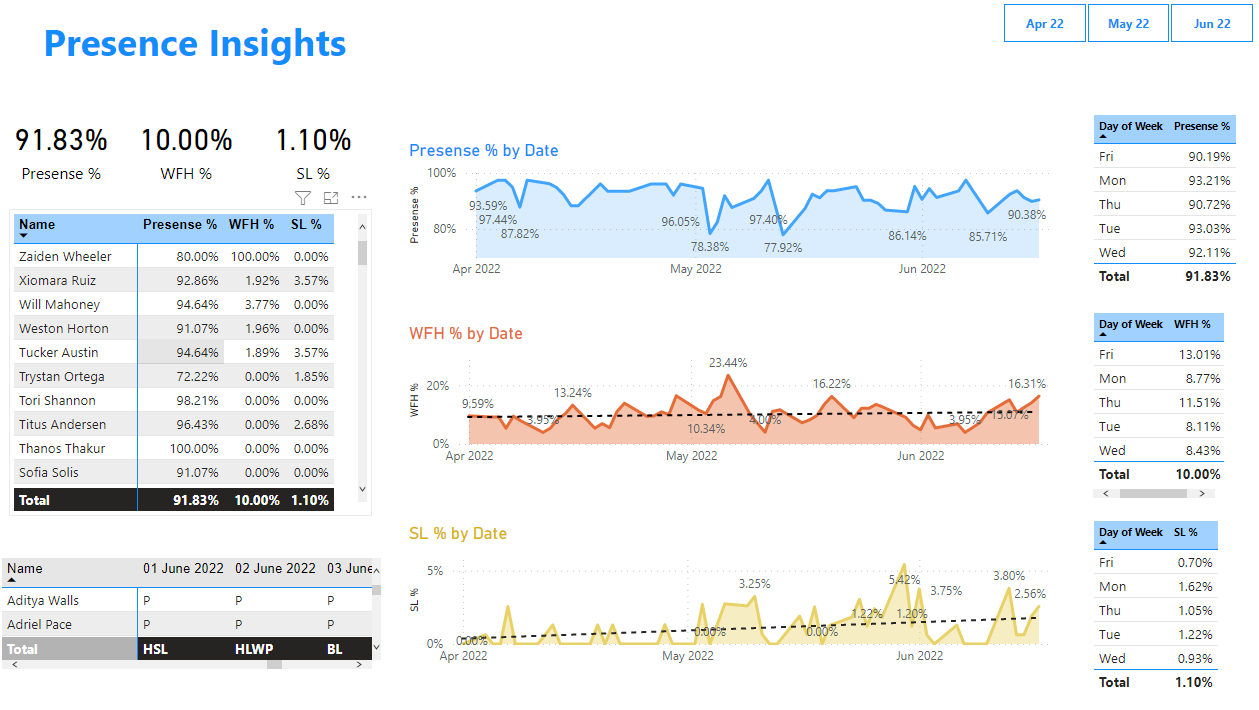 Presence Insights
Apr 22
May 22
Jun 22
91.83%
Presense %
10.00%
WFH %
1.10%
SL %
Name Presense % WFH % SL %
Zaiden Wheeler 80.00% 100.00% 0.00%
Xiomara Ruiz 92.86% 1.92% 3.57%
Will Mahoney 94.64% 3.77% 0.00%
Weston Horton 91.07% 1.96% 0.00%
Tucker Austin 94.64% 1.89% 3.57%
Trystan Ortega 72.22% 0.00% 1.85%
Tori Shannon 98.21% 0.00% 0.00%
Titus Andersen 96.43% 0.00% 2.68%
Thanos Thakur 100.00% 0.00% 0.00%
Sofia Solis 91.07% 0.00% 0.00%
Total 91.83% 10.00% 1.10%
Name 01 June 2022 02 June 2022 03 June
Aditya Walls P P P
Adriel Pace P P P
Total HSL HLWP BL
Presense % by Date
Presense %
100%
80%
93.59%
97.44%
87.82%
96.05%
78.38%
97.40%
77.92%
86.14%
85.71%
90.38%
Apr 2022 May 2022 Jun 2022
WFH % by Date
WFH %
20%
0%
9.59%
3.95%
13.24%
10.34%
23.44%
4.00%
16.22%
3.95%
15.07%
16.31%
Apr 2022 May 2022 Jun 2022
SL % by Date
SL %
5%
0%
0.00%
0.00%
3.25%
0.00%
1.22%
5.42%
1.20%
3.75%
3.80%
2.56%
Apr 2022 May 2022 Jun 2022
Day of Week Presense %
Fri 90.19%
Mon 93.21%
Thu 90.72%
Tue 93.03%
Wed 92.11%
Total 91.83%
Day of Week WFH %
Fri 13.01%
Mon 8.77%
Thu 11.51%
Tue 8.11%
Wed 8.43%
Total 10.00%
Day of Week SL %
Fri 0.70%
Mon 1.62%
Thu 1.05%
Tue 1.22%
Wed 0.93%
Total 1.10%